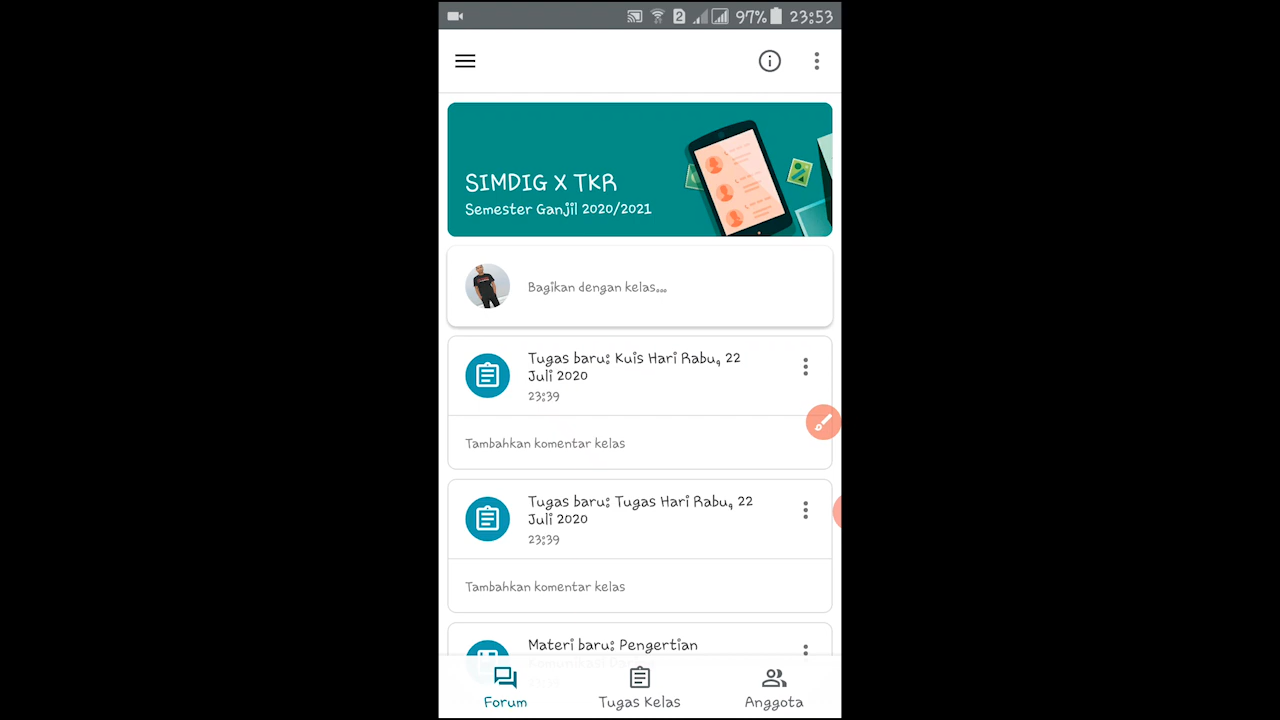 2 97% 23:53
SIMDIG X TKR
Semester Ganjil 2020/2021
Bagikan dengan kelas...
Tugas baru: Kuis Hari Rabu, 22
Juli 2020
23:39
Tambahkan komentar kelas
Tugas baru: Tugas Hari Rabu, 22
Juli 2020
23:39
Tambahkan komentar kelas
Materi baru: Pengertian
Forum
Tugas Kelas
Anggota